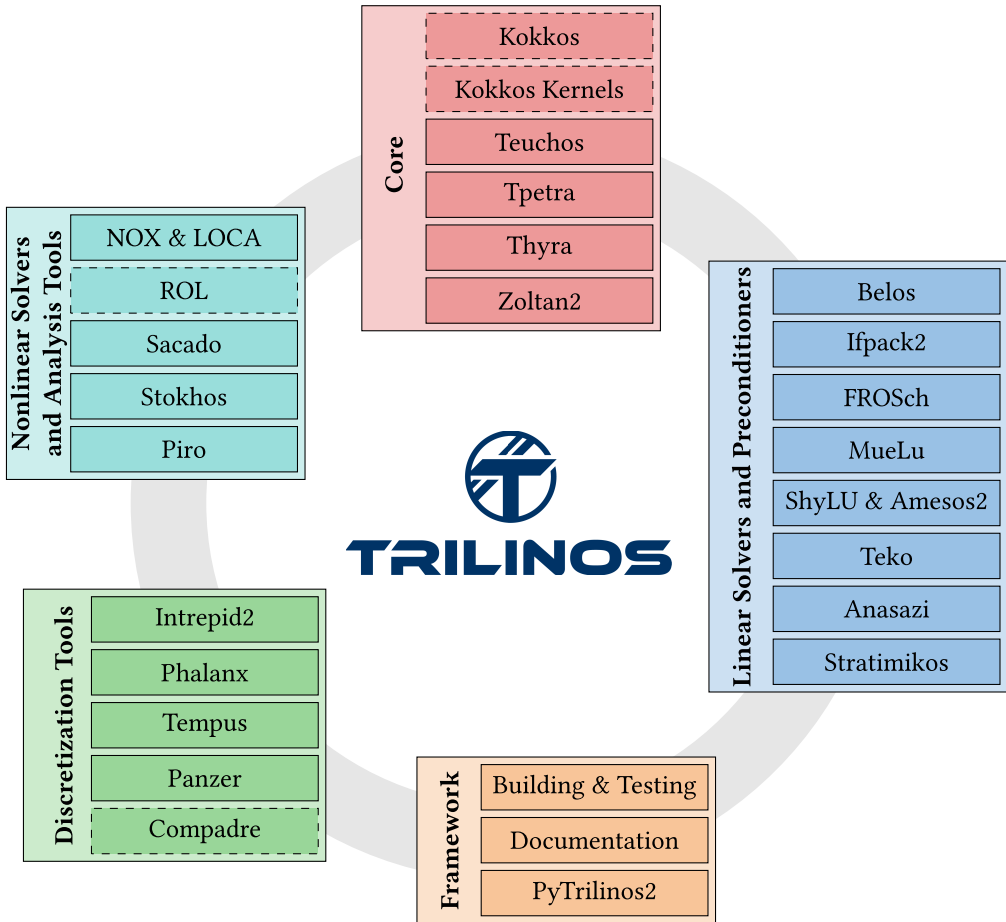 Core
Kokkos
Kokkos Kernels
Teuchos
Tpetra
Thyra
Zoltan2
Nonlinear Solvers
and Analysis Tools
NOX & LOCA
ROL
Sacado
Stokhos
Piro
Linear Solvers and Preconditioners
Belos
Ifpack2
FROSch
MueLu
ShyLU & Amesos2
Teko
Anasazi
Stratimikos
TRILINOS
Discretization Tools
Intrepid2
Phalanx
Tempus
Panzer
Compadre
Framework
Building & Testing
Documentation
PyTrilinos2